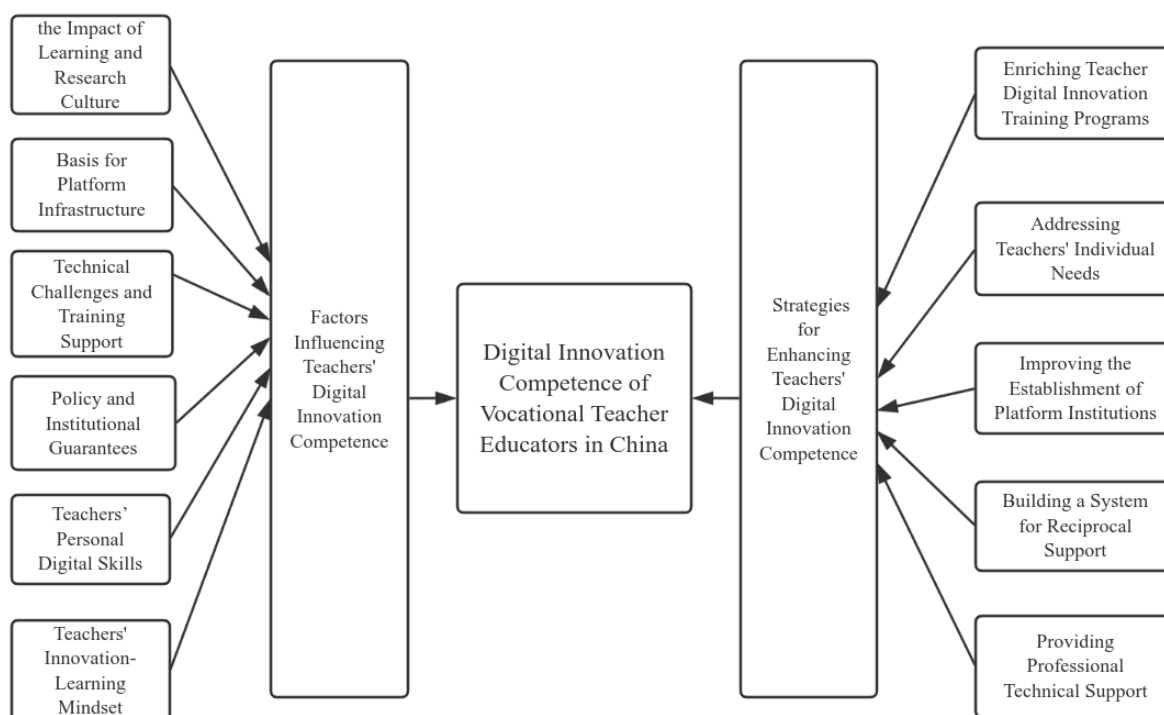 the Impact of
Learning and
Research
Culture
Basis for
Platform
Infrastructure
Technical
Challenges and
Training
Support
Policy and
Institutional
Guarantees
Teachers’
Personal
Digital Skills
Teachers'
Innovation-
Learning
Mindset
Factors
Influencing
Teachers'
Digital
Innovation
Competence
Digital Innovation
Competence of
Vocational Teacher
Educators in China
Strategies
for
Enhancing
Teachers'
Digital
Innovation
Competence
Enriching Teacher
Digital Innovation
Training Programs
Addressing
Teachers' Individual
Needs
Improving the
Establishment of
Platform Institutions
Building a System
for Reciprocal
Support
Providing
Professional
Technical Support